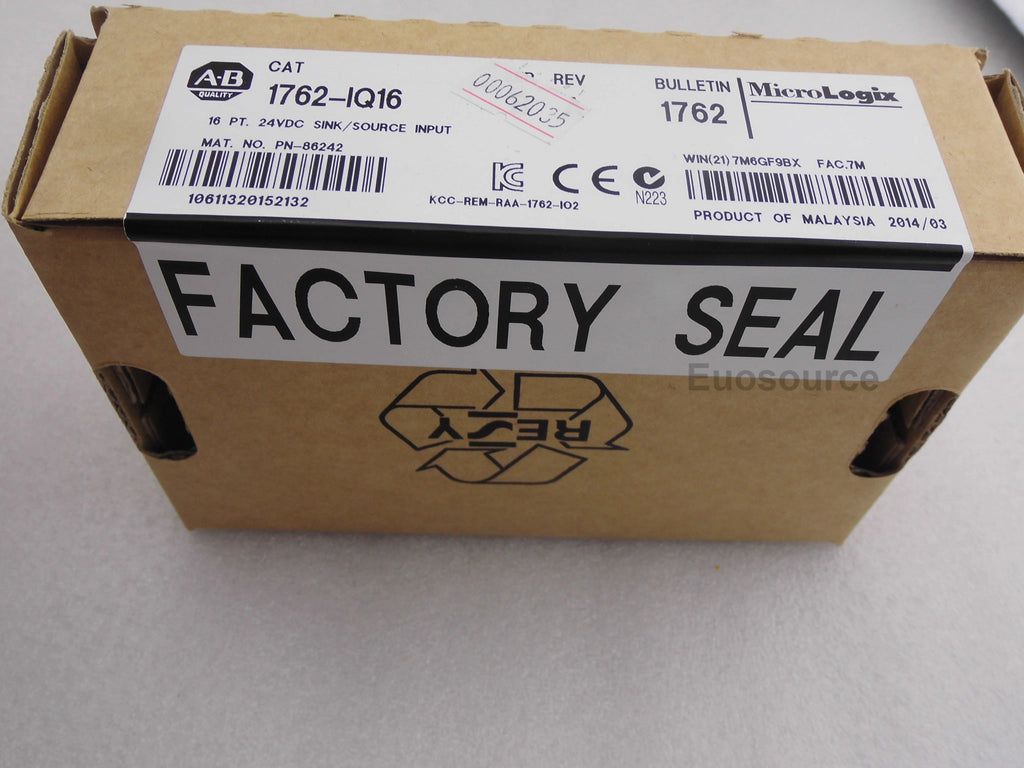 A-B
QUALITY
CAT
1762-IQ16
16 PT. 24VDC SINK/SOURCE INPUT
MAT. NO. PN-86242
10611320152132
REV
00062035
BULLETIN
1762
MicroLogix
KCC-REM-RAA-1762-IO2
N223
WIN(21)7M6GF9BX FAC.7M
PRODUCT OF MALAYSIA 2014/03
FACTORY SEAL
Euosource
RESY